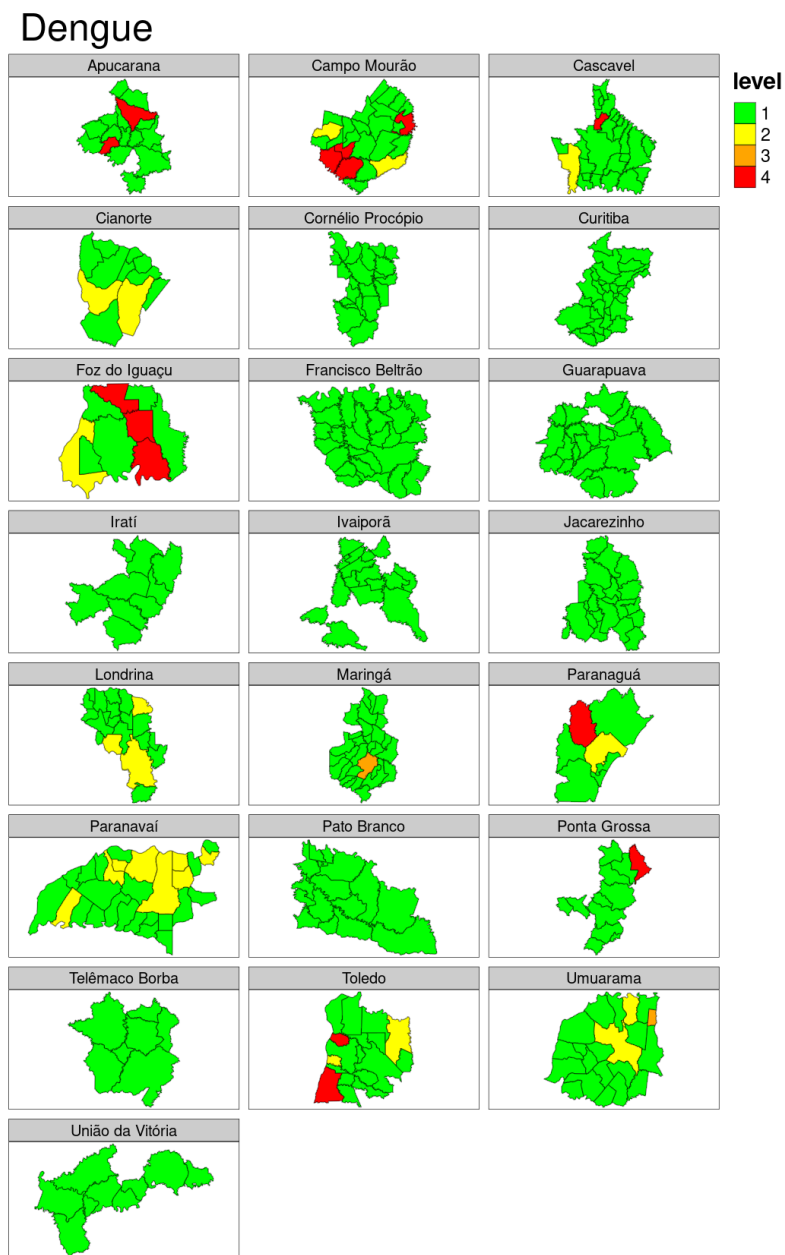 Dengue
Apucarana
Campo Mourão
Cascavel
level
1
2
3
4
Cianorte
Cornélio Procópio
Curitiba
Foz do Iguaçu
Francisco Beltrão
Guarapuava
Iratí
Ivaiporã
Jacarezinho
Londrina
Maringá
Paranaguá
Paranavaí
Pato Branco
Ponta Grossa
Telêmaco Borba
Toledo
Umuarama
União da Vitória